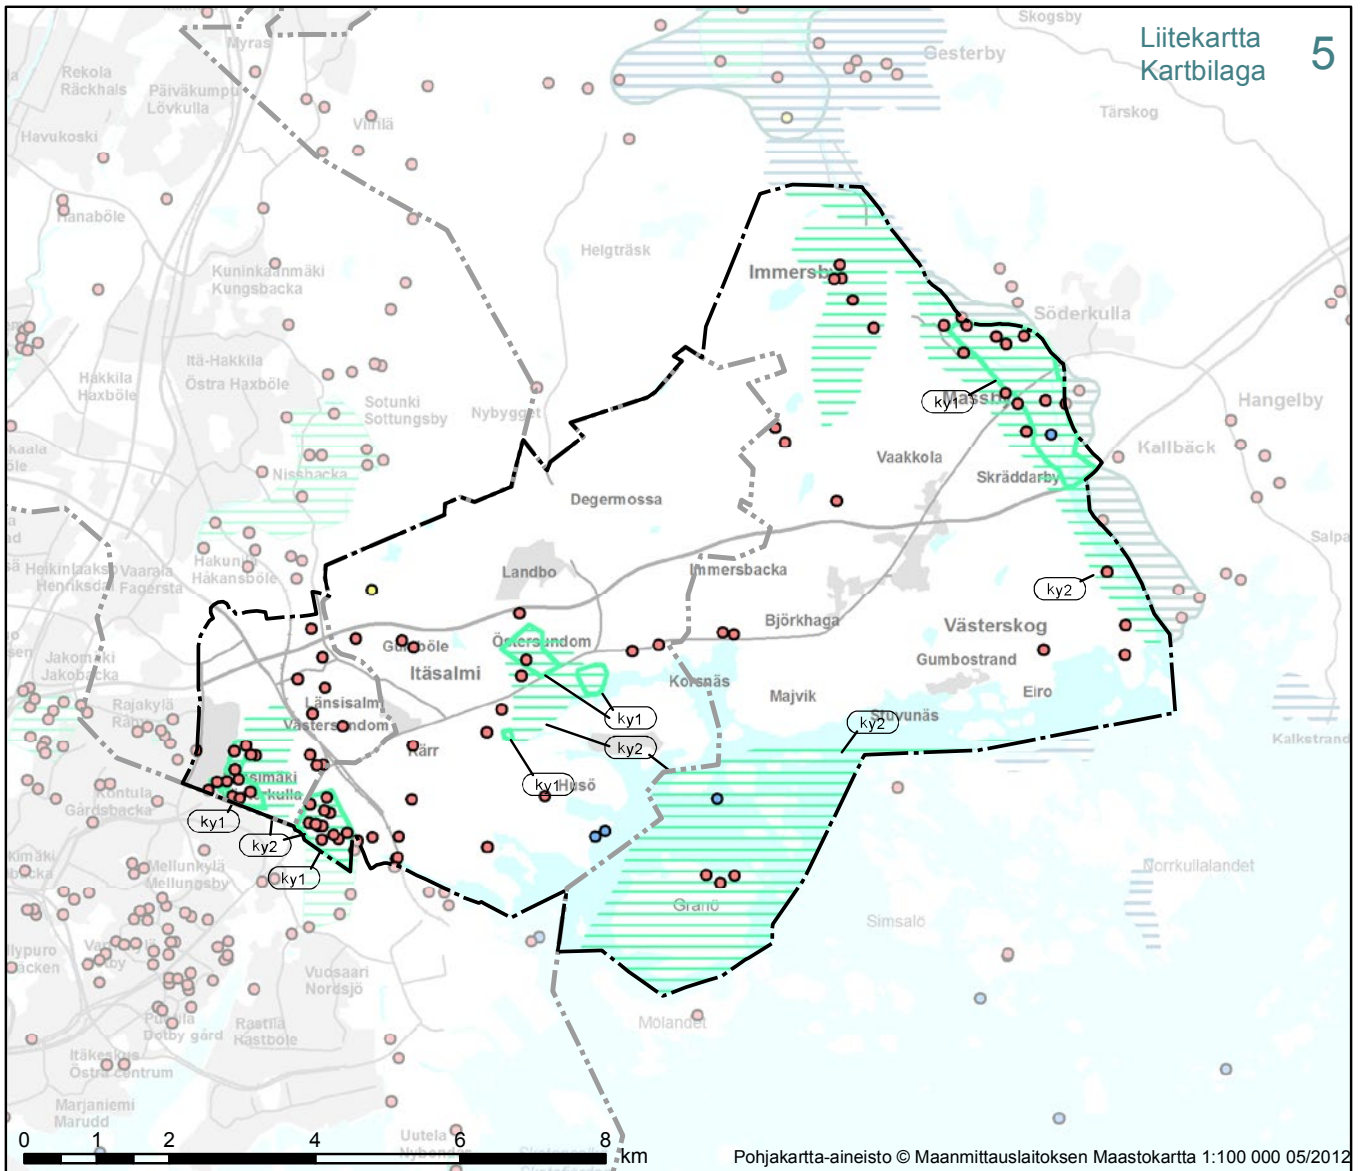 Liitekartta
Kartbilaga
5
Skogsby
Myras
Gesterby
Rekola
Räckhals
Päiväkumpu
Lövkulla
Tärskog
Havukoski
Viirilä
Hanaböle
Helgträsk
Kuninkaanmäki
Kungsbacka
Söderkulla
Itä-Hakkila
Östra Haxböle
Hakkila
Haxböle
Sotunki
Sottungsby
Nybygget
ky1
Massby
Hangelby
Kallbäck
Vaakkola
Nissbacka
Skräddarby
Degermossa
Salpa
Hakunila
Håkansböle
Heikinlaakso
Henriksdal
Vaarala
Fagersta
Landbo
Immersbacka
ky2
Björkhaga
Västerskog
Gumböle
Östersundom
Jakomäki
Jakobacka
Itäsalmi
Gumbostrand
Korsnäs
Majvik
Eiro
Rajakylä
Länsisalmi
Västersundom
ky1
ky2
Stuvunäs
Kärr
ky2
Kalkstrand
ky1
Husö
Kontula
Gårdsbacka
ky1
ky2
Mellunkylä
Mellungsby
ky1
Norrkullalandet
Granö
Simsalö
Vuosaari
Nordsjö
Mölandet
Rastila
Rastböle
Botby gård
Itäkeskus
Östra centrum
Marjaniemi
Marudd
Uutela
0 1 2 4 6 8 km
Pohjakartta-aineisto © Maanmittauslaitoksen Maastokartta 1:100 000 05/2012